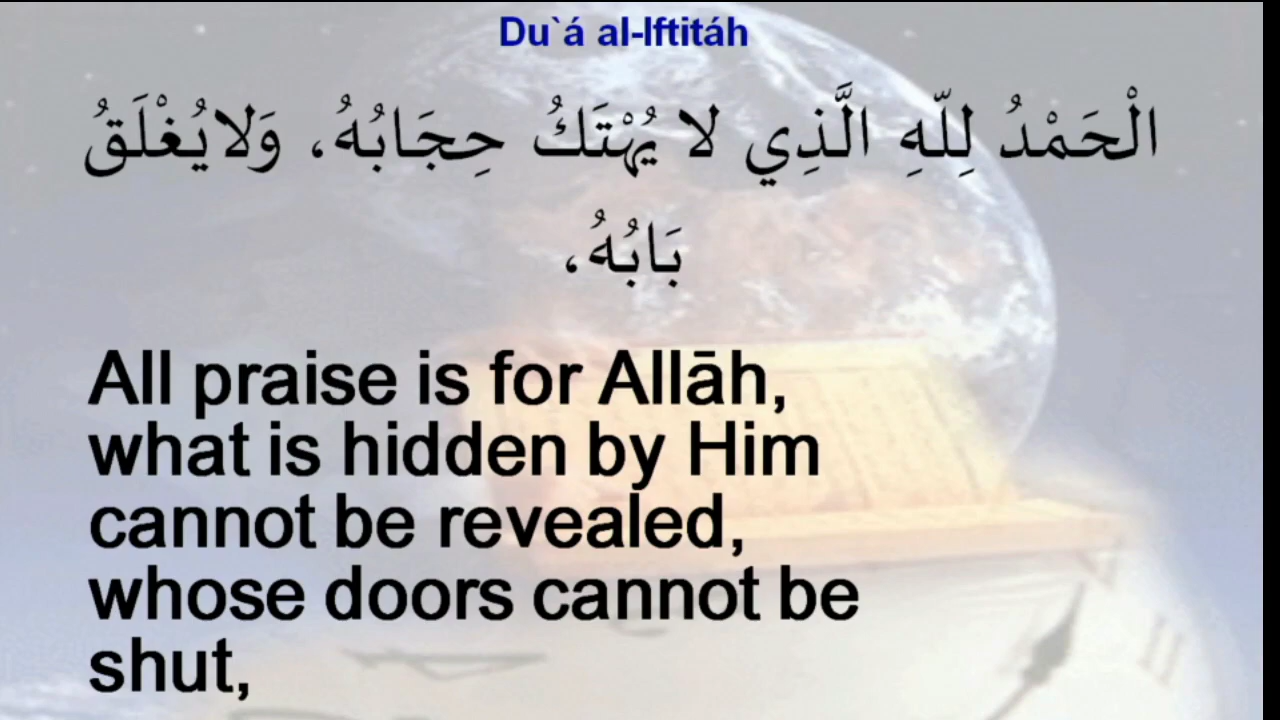 Du`á al-Iftitáh
الْحَمْدُ لِلّهِ الَّذِي لا يُهْتَكُ حِجَابُهُ، وَلا يُغْلَقُ
بَابُهُ،
All praise is for Allāh,
what is hidden by Him
cannot be revealed,
whose doors cannot be
shut,